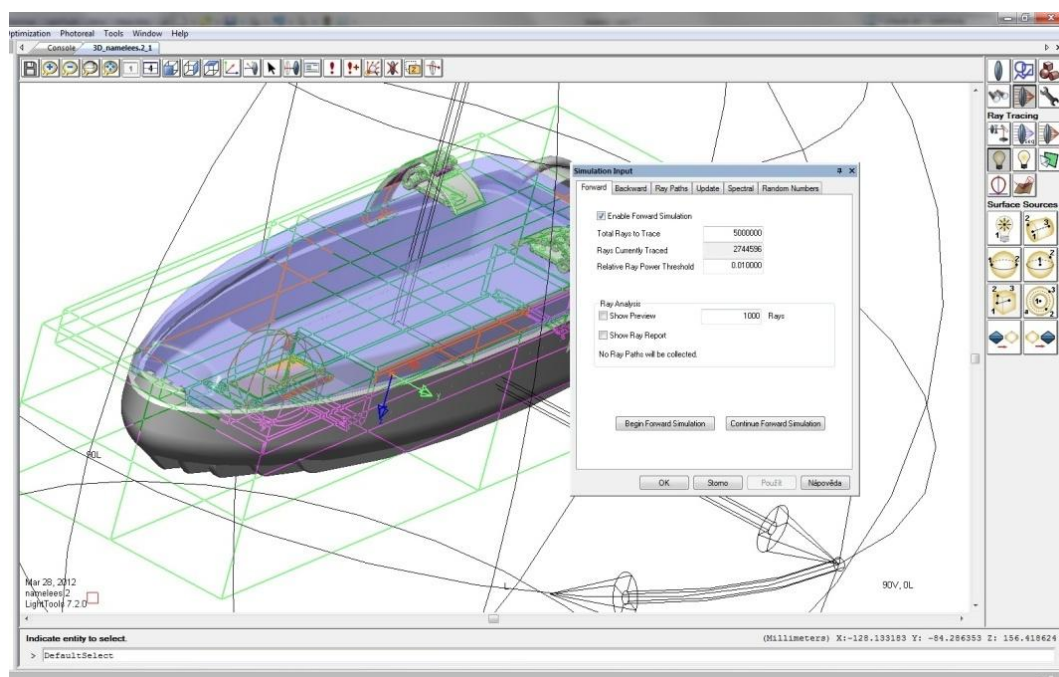 ptimization Photoreal Tools Window Help
Console 3D_namelees.2_1
Simulation Input
Forward Backward Ray Paths Update Spectral Random Numbers
Enable Forward Simulation
Total Rays to Trace 5000000
Rays Currently Traced 2744596
Relative Ray Power Threshold 0.010000
Ray Analysis
Show Preview 1000 Rays
Show Ray Report
No Ray Paths will be collected.
Begin Forward Simulation Continue Forward Simulation
OK Storno Použít Nápověda
Ray Tracing
Surface Sources
Y
90L
L
90V, 0L
Mar 28, 2012
namelees.2
LightTools 7.2.0
Indicate entity to select. (Millimeters) X:-128.133183 Y: -84.286353 Z: 156.418624
> DefaultSelect